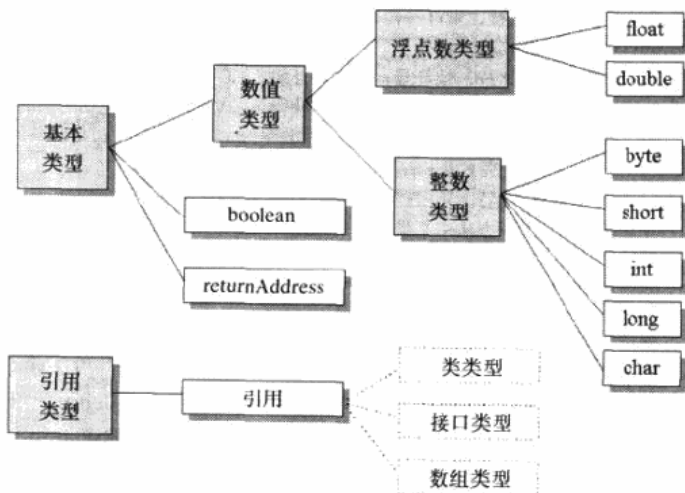 浮点数类型
float
double
数值
类型
基本
类型
byte
整数
类型
short
boolean
int
returnAddress
long
char
引用
类型
引用
类类型
接口类型
数组类型